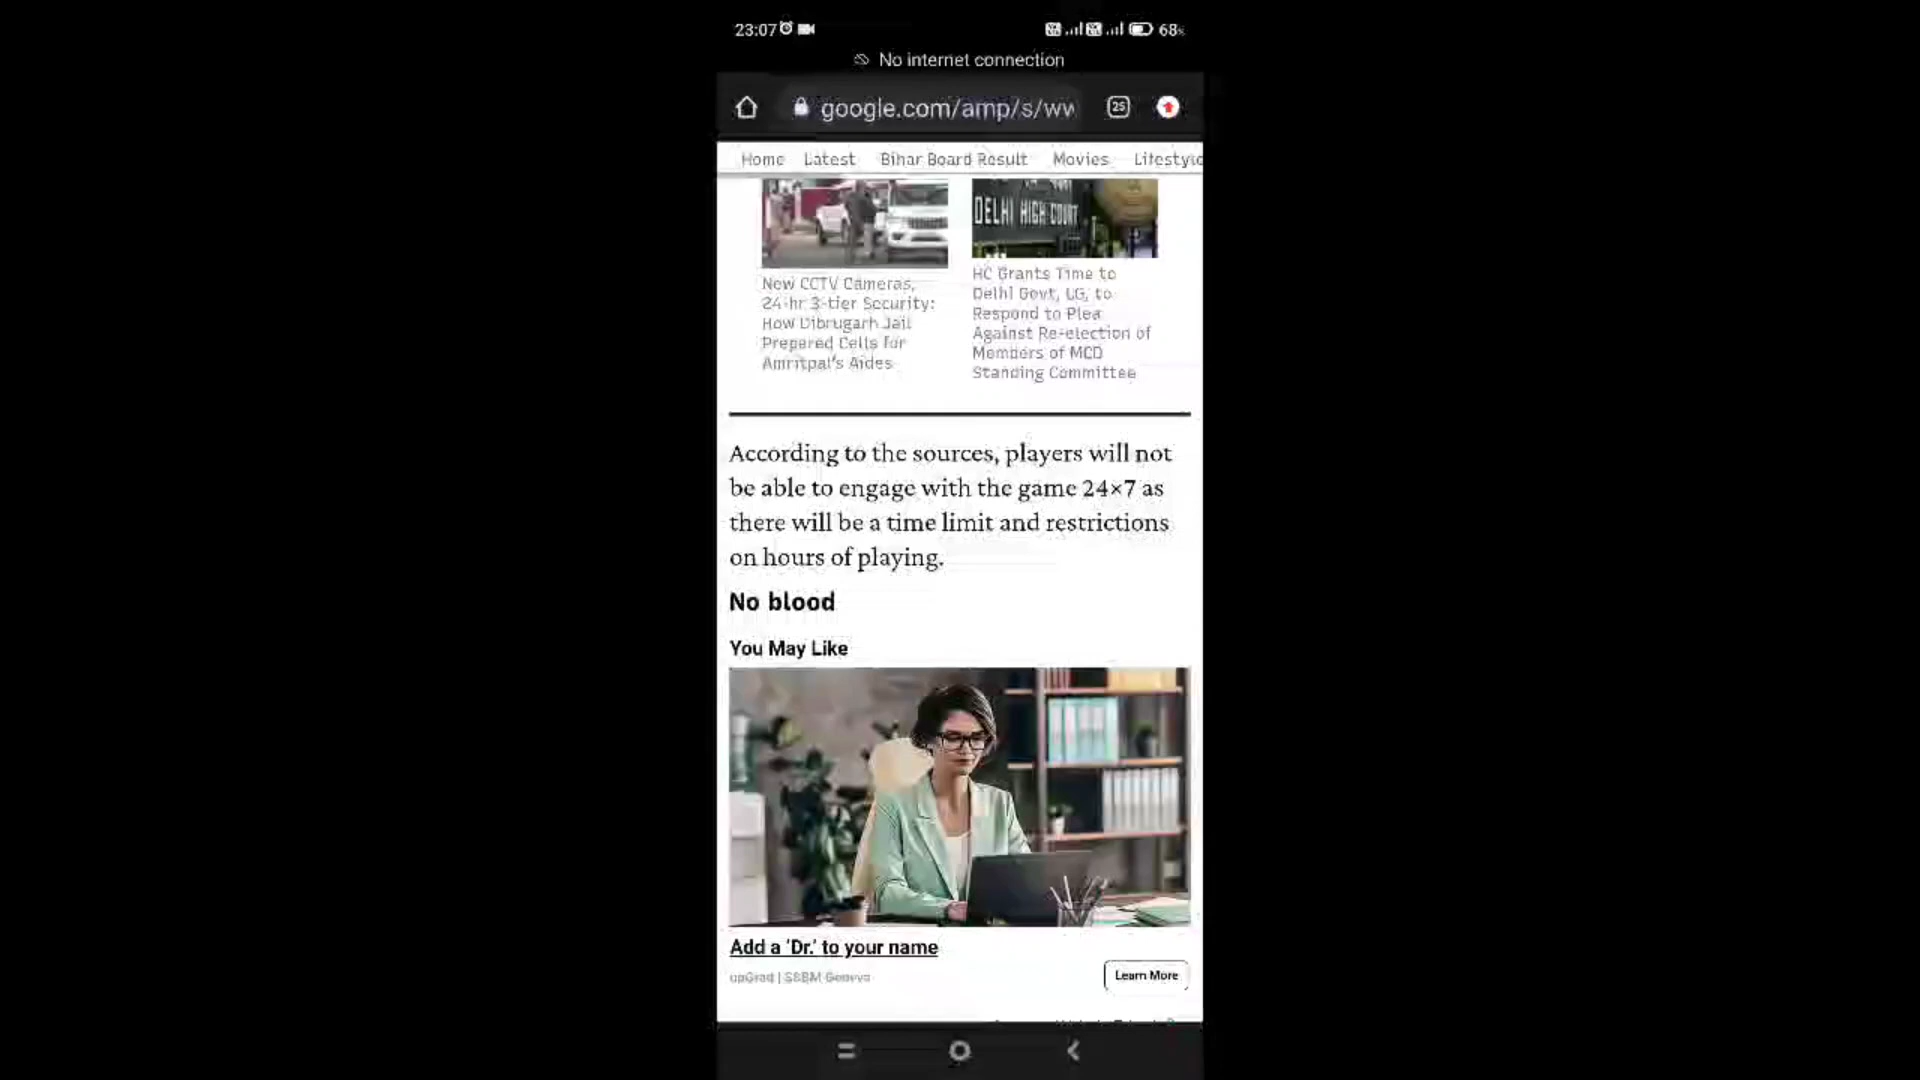 23:07
68%
No internet connection
google.com/amp/s/ww
25
Home Latest Bihar Board Result Movies Lifestyle
DELHI HIGH COURT
New CCTV Cameras,
24-hr 3-tier Security:
How Dibrugarh Jail
Prepared Cells for
Amritpal's Aides
HC Grants Time to
Delhi Govt, LG, to
Respond to Plea
Against Re-election of
Members of MCD
Standing Committee
According to the sources, players will not
be able to engage with the game 24×7 as
there will be a time limit and restrictions
on hours of playing.
No blood
You May Like
Add a 'Dr.' to your name
upGrad | SSBM Geneva
Learn More